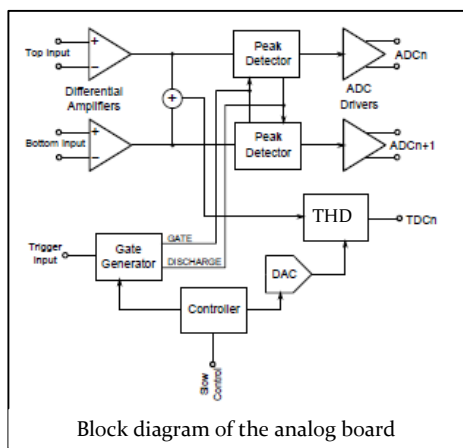 Top Input
Differential
Amplifiers
Bottom Input
Peak
Detector
Peak
Detector
ADC
Drivers
ADCn
ADCn+1
THD
TDCn
Trigger
Input
Gate
Generator
GATE
DISCHARGE
DAC
Controller
Slow
Control
Block diagram of the analog board